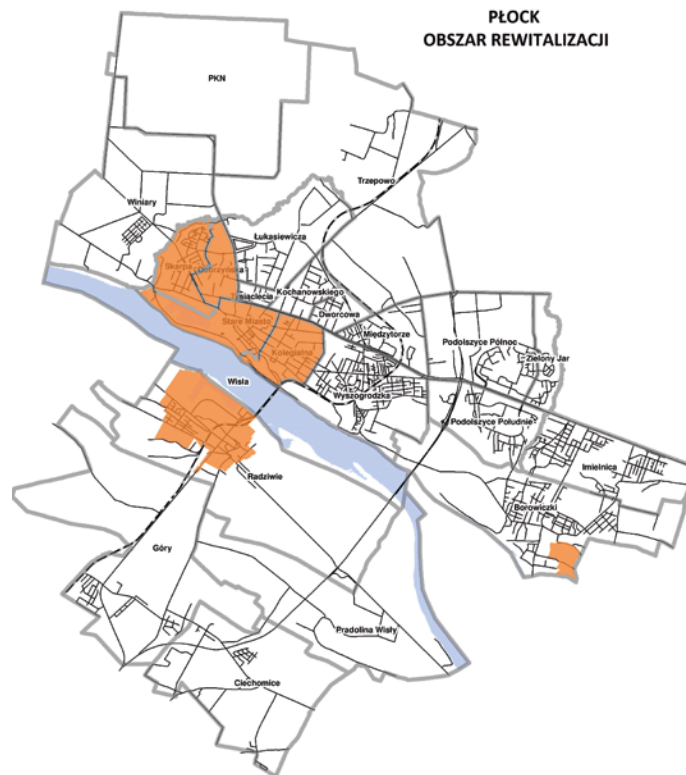 PŁOCK
OBSZAR REWITALIZACJI
PKN
Trzepowo
Winiary
Łukasiewicza
Skarpa
Dobrzyńska
Tysiąclecia
Kochanowskiego
Dworcowa
Stare Miasto
Międzytorze
Kolegialna
Podolszyce Północ
Zielony Jar
Wisła
Wyszogrodzka
Podolszyce Południe
Imielnica
Radziwie
Borowiczki
Góry
Pradolina Wisły
Ciechomice